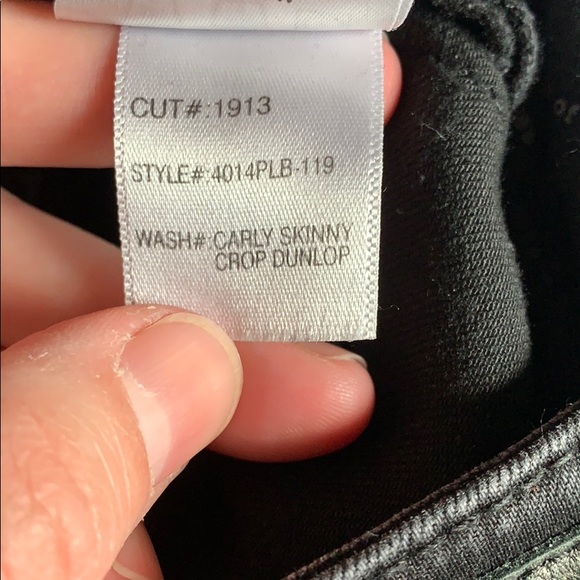 CUT#:1913
STYLE#:4014PLB-119
WASH#:CARLY SKINNY
CROP DUNLOP